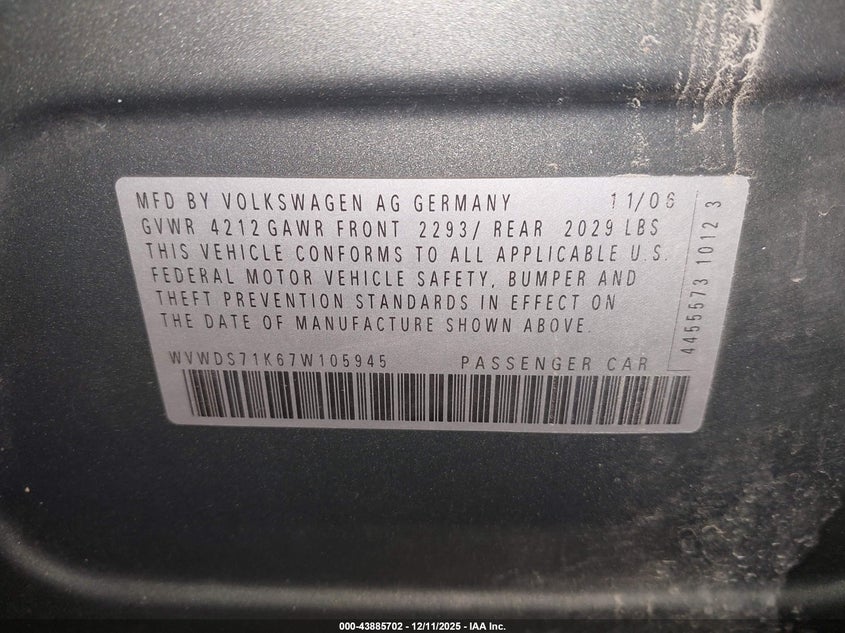 MFD BY VOLKSWAGEN AG GERMANY 11/06
GVWR 4212 GAWR FRONT 2293/ REAR 2029 LBS
THIS VEHICLE CONFORMS TO ALL APPLICABLE U.S.
FEDERAL MOTOR VEHICLE SAFETY, BUMPER AND
THEFT PREVENTION STANDARDS IN EFFECT ON
THE DATE OF MANUFACTURE SHOWN ABOVE.
WVWDS71K67W105945 PASSENGER CAR
4455573 10123
000-43885702 - 12/11/2025 - IAA Inc.